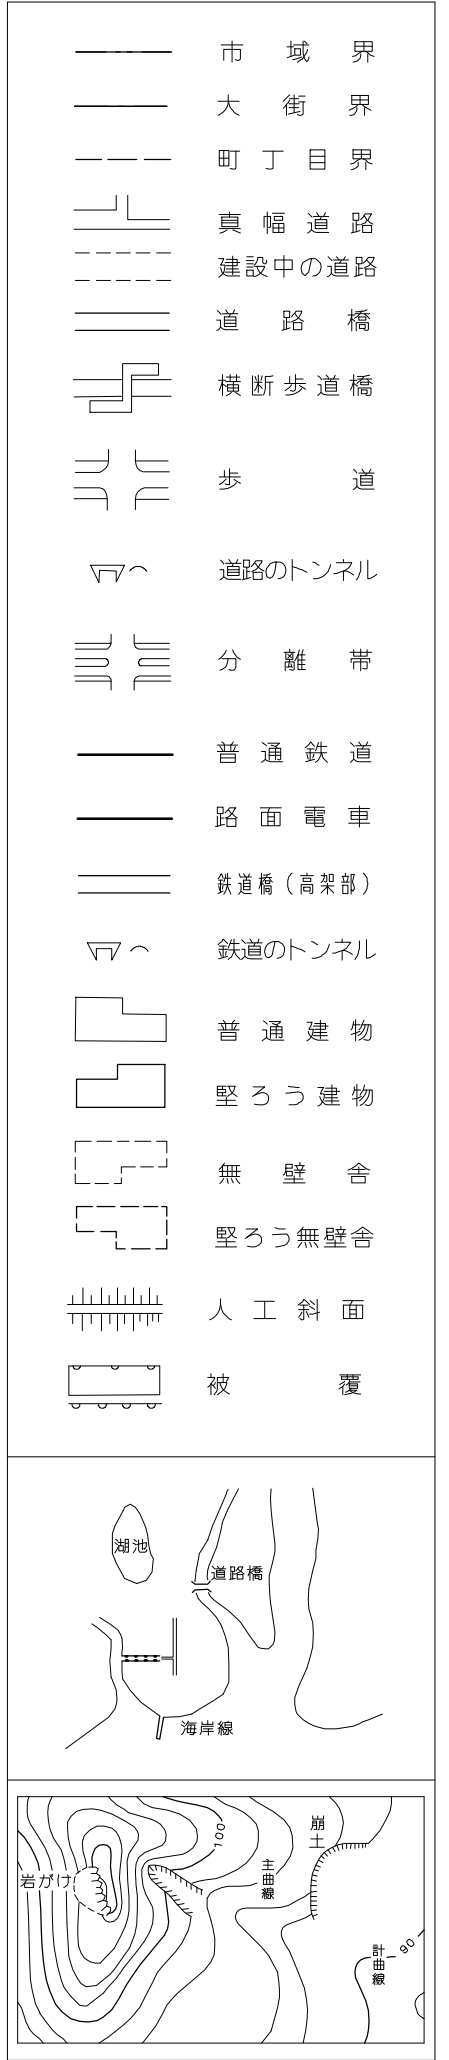 市域界
大街界
町丁目界
真幅道路
建設中の道路
道路橋
横断歩道橋
歩道
道路のトンネル
分離帯
普通鉄道
路面電車
鉄道橋(高架部)
鉄道のトンネル
普通建物
堅ろう建物
無壁舎
堅ろう無壁舎
人工斜面
被覆
湖池
道路橋
海岸線
100
崩土
岩がけ
主曲線
計曲線
90